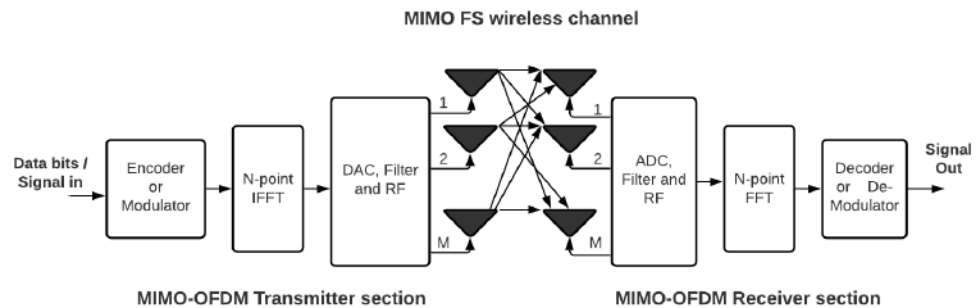 MIMO FS wireless channel
Data bits /
Signal in
Encoder
or
Modulator
N-point
IFFT
DAC, Filter
and RF
1
2
M
1
2
M
ADC,
Filter and
RF
N-point
FFT
Decoder
or De-
Modulator
Signal
Out
MIMO-OFDM Transmitter section
MIMO-OFDM Receiver section